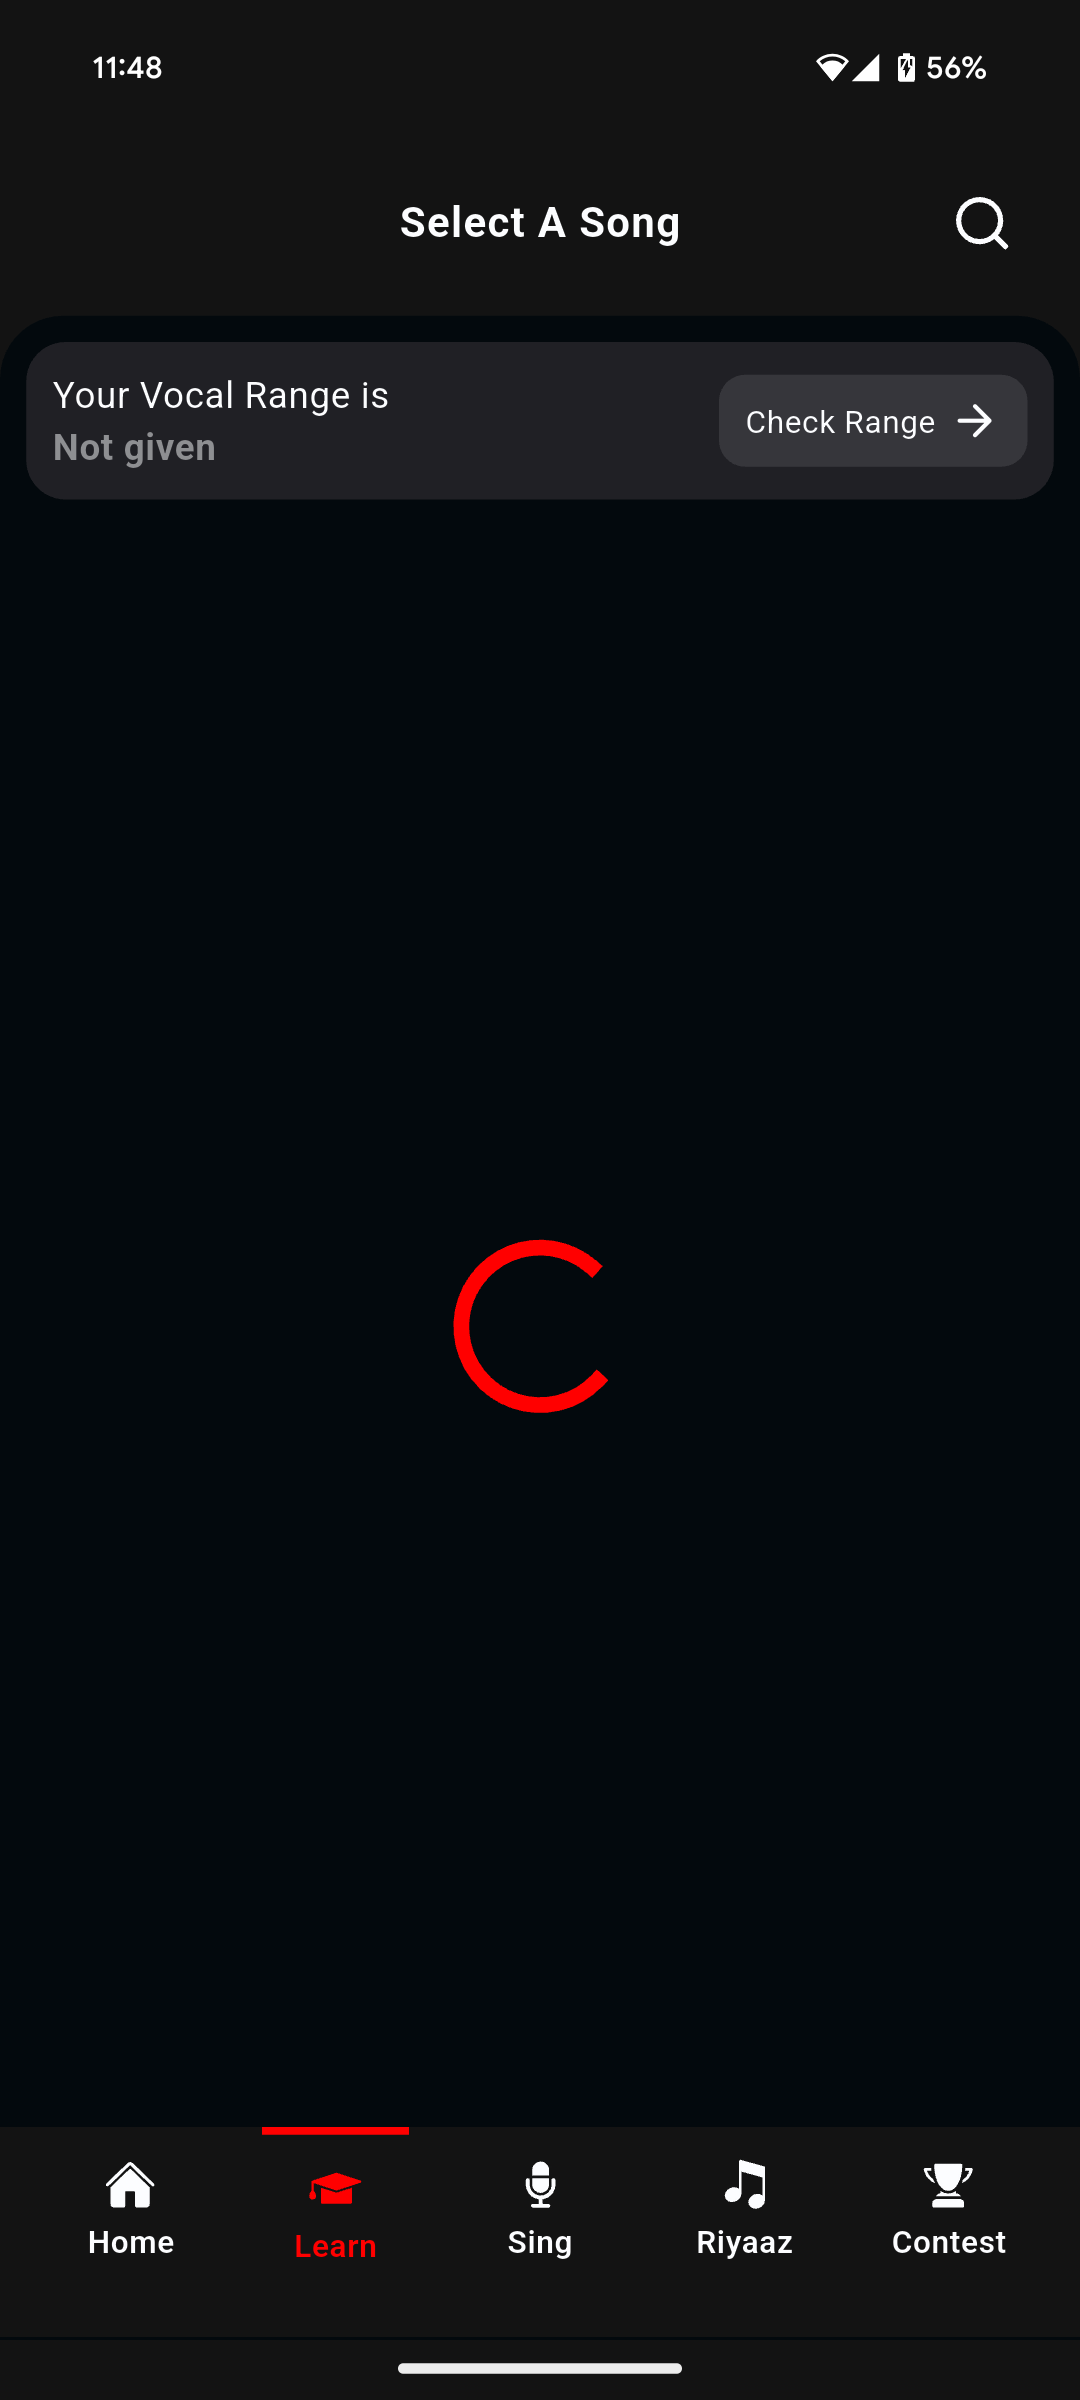 11:48
56%
Select A Song
Your Vocal Range is
Not given
Check Range
Home
Learn
Sing
Riyaaz
Contest